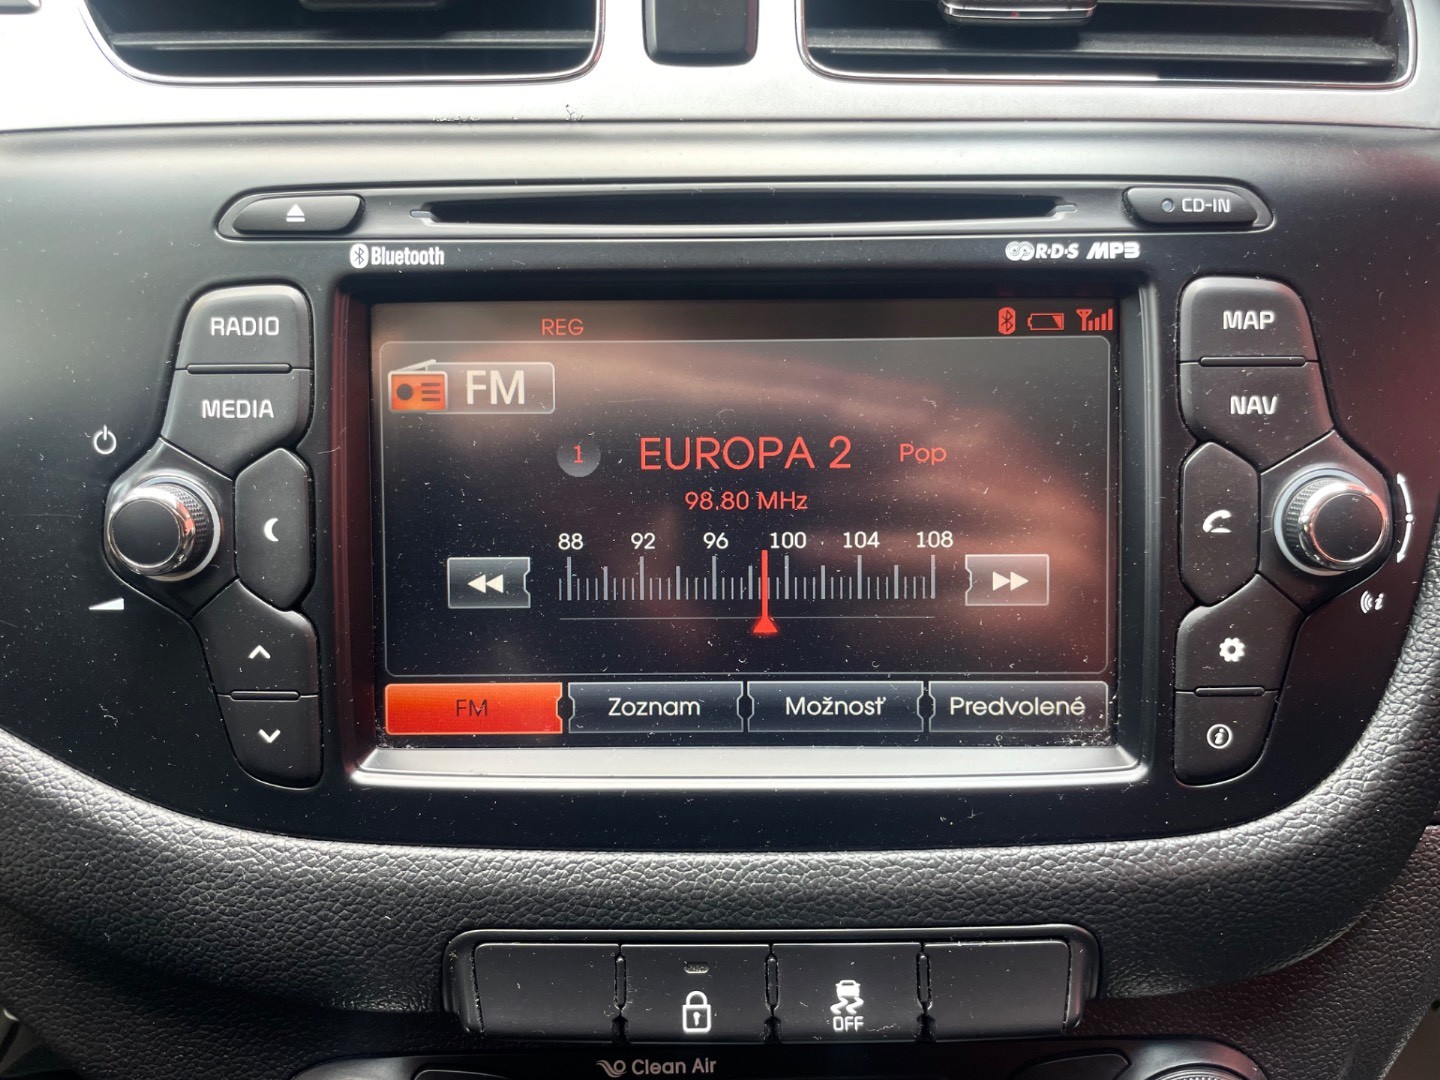 CD-IN
Bluetooth
R·D·S MP3
RADIO
MEDIA
MAP
NAV
REG
FM
1 EUROPA 2 Pop
98.80 MHz
88 92 96 100 104 108
FM Zoznam Možnosť Predvolené
OFF
Clean Air